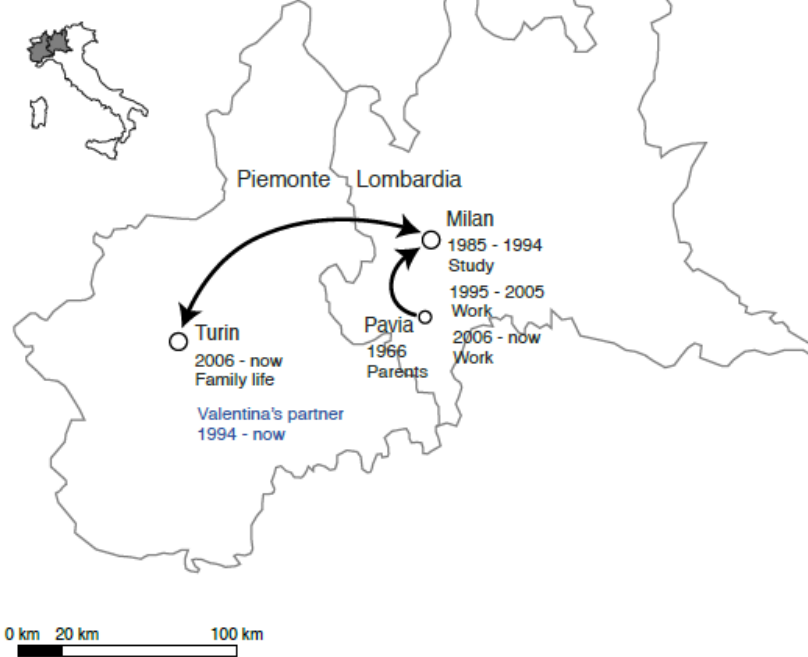 Piemonte
Lombardia
Milan
1985 - 1994
Study
1995 - 2005
Work
2006 - now
Work
Pavia
1966
Parents
Turin
2006 - now
Family life
Valentina's partner
1994 - now
0 km 20 km 100 km